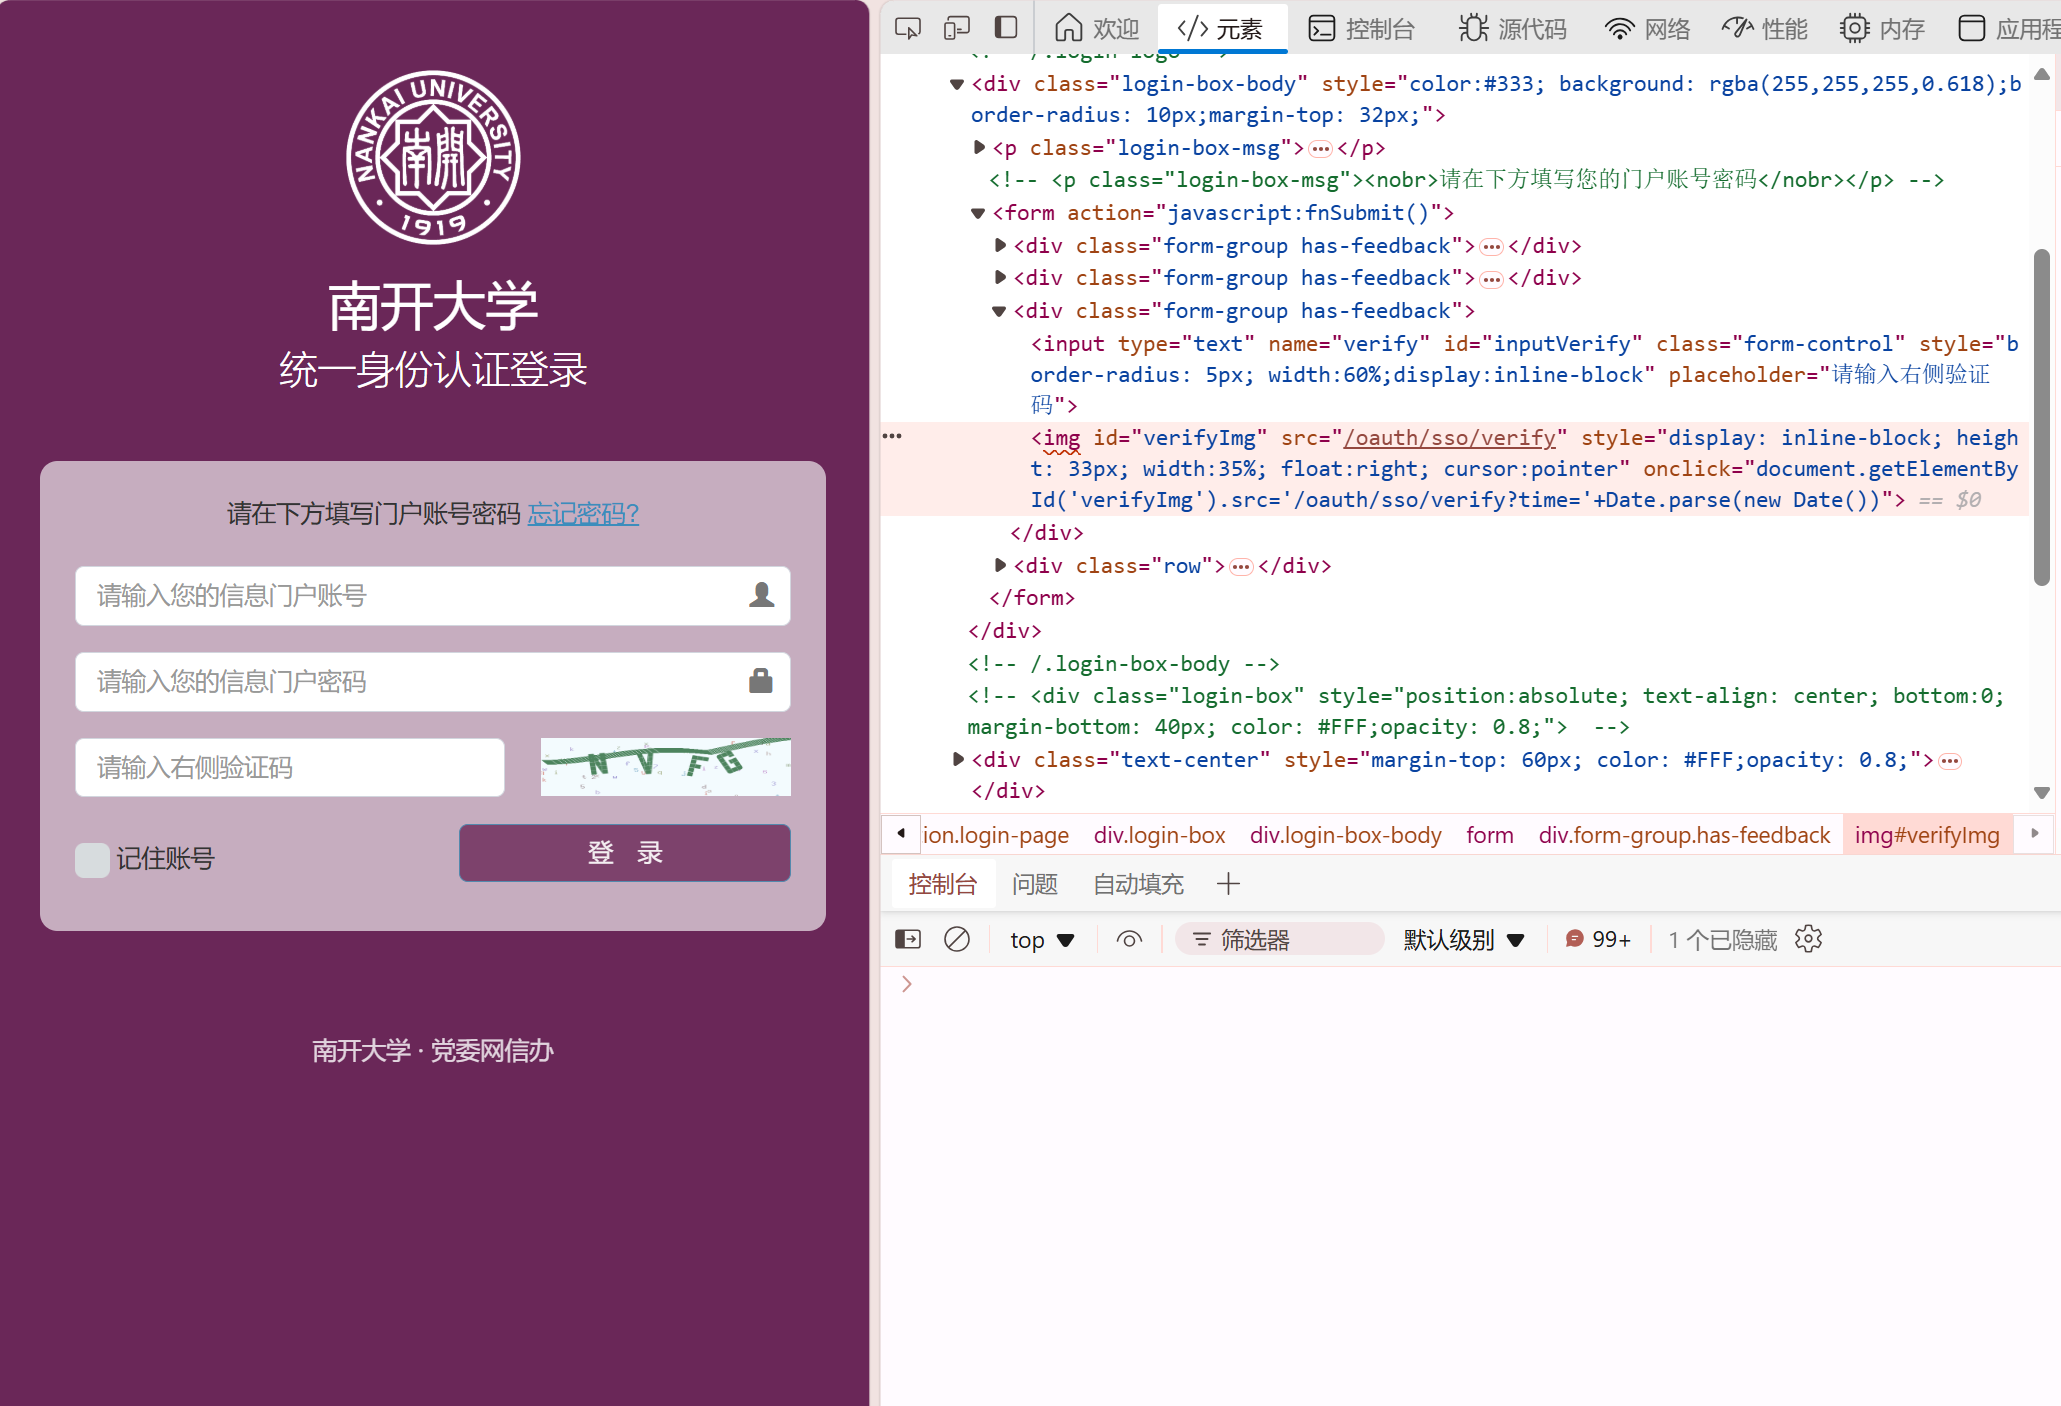 NANKAI UNIVERSITY
1919
南开大学
统一身份认证登录
请在下方填写门户账号密码 忘记密码?
请输入您的信息门户账号
请输入您的信息门户密码
请输入右侧验证码
N V F G
记住账号
登 录
南开大学 · 党委网信办
欢迎
</> 元素
控制台
源代码
网络
性能
内存
应用程
<div class="login-box-body" style="color:#333; background: rgba(255,255,255,0.618);b
order-radius: 10px;margin-top: 32px;">
<p class="login-box-msg">…</p>
<!-- <p class="login-box-msg"><nobr>请在下方填写您的门户账号密码</nobr></p> -->
<form action="javascript:fnSubmit()">
<div class="form-group has-feedback">…</div>
<div class="form-group has-feedback">…</div>
<div class="form-group has-feedback">
<input type="text" name="verify" id="inputVerify" class="form-control" style="b
order-radius: 5px; width:60%;display:inline-block" placeholder="请输入右侧验证
码">
<img id="verifyImg" src="/oauth/sso/verify" style="display: inline-block; heigh
t: 33px; width:35%; float:right; cursor:pointer" onclick="document.getElementBy
Id('verifyImg').src='/oauth/sso/verify?time='+Date.parse(new Date())"> == $0
</div>
<div class="row">…</div>
</form>
</div>
<!-- /.login-box-body -->
<!-- <div class="login-box" style="position:absolute; text-align: center; bottom:0;
margin-bottom: 40px; color: #FFF;opacity: 0.8;">  -->
<div class="text-center" style="margin-top: 60px; color: #FFF;opacity: 0.8;">…
</div>
ion.login-page div.login-box div.login-box-body form div.form-group.has-feedback img#verifyImg
控制台 问题 自动填充
top 筛选器 默认级别 99+ 1 个已隐藏